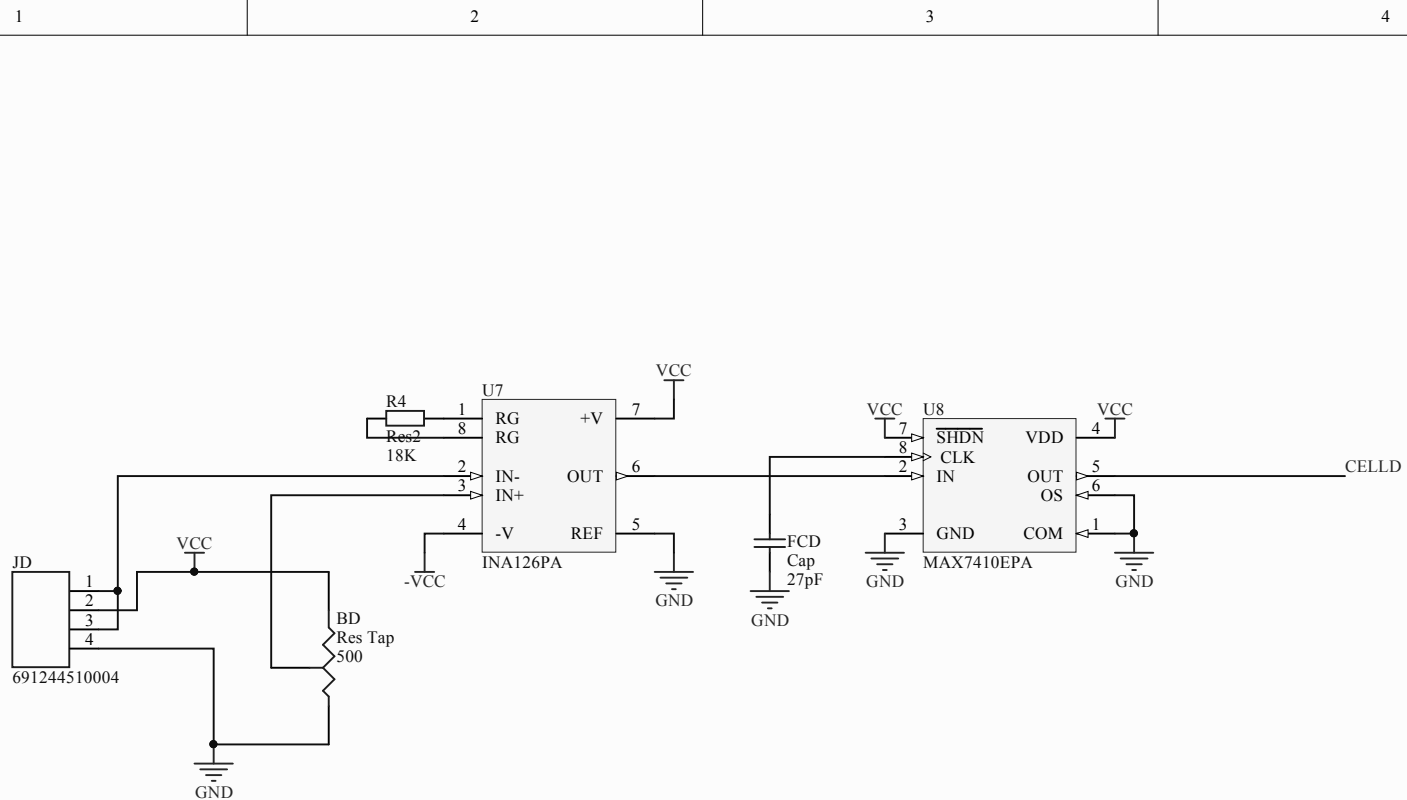 1
2
3
4
VCC
U7
R4
1
RG
+V
7
VCC
U8
VCC
Res2
8
RG
7
SHDN
VDD
4
18K
8
CLK
2
IN-
OUT
6
2
IN
OUT
5
CELLD
3
IN+
OS
6
4
-V
REF
5
3
GND
COM
1
VCC
FCD
Cap
27pF
JD
INA126PA
MAX7410EPA
-VCC
GND
GND
GND
GND
1
2
3
4
BD
Res Tap
500
691244510004
GND